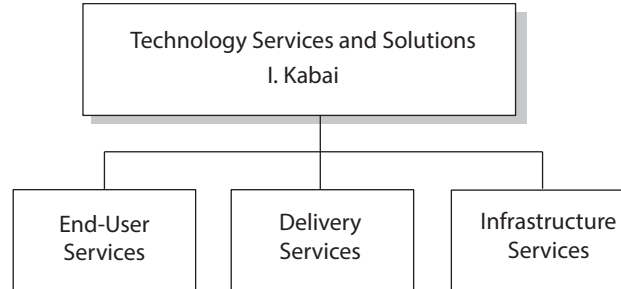 Technology Services and Solutions
I. Kabai
End-User
Services
Delivery
Services
Infrastructure
Services